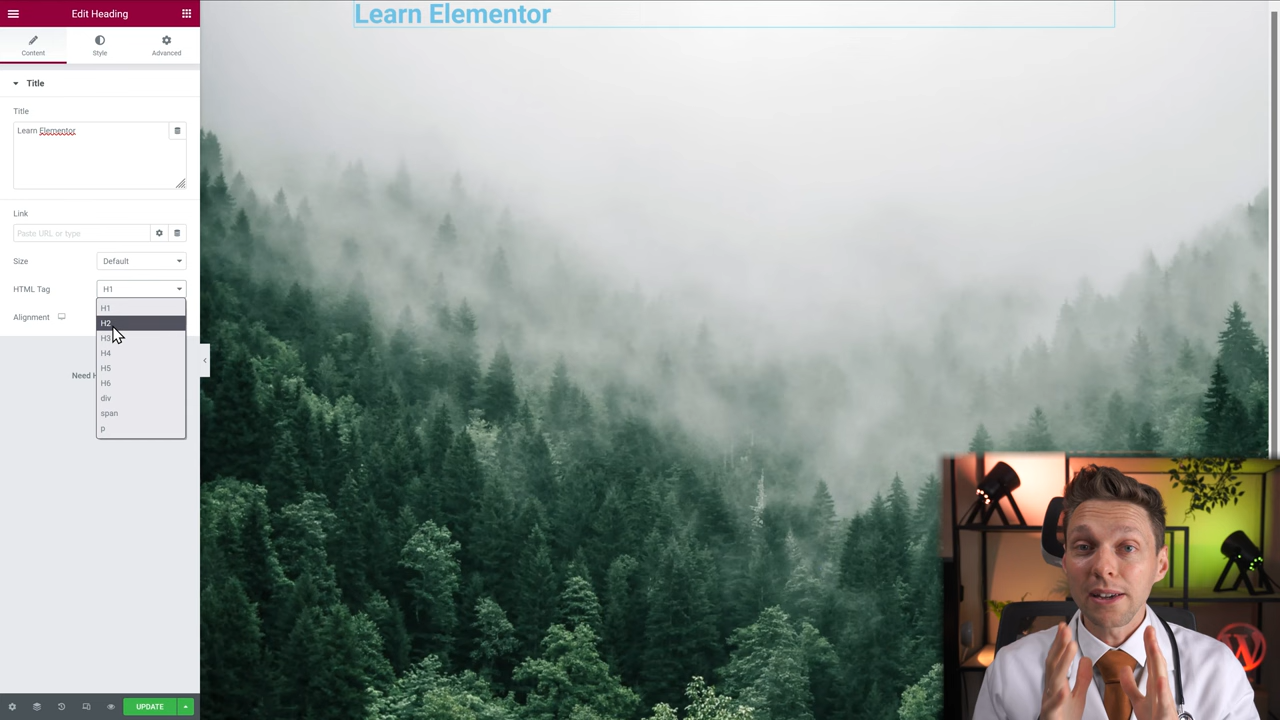 Edit Heading
Learn Elementor
Content
Style
Advanced
Title
Title
Learn Elementor
Link
Paste URL or type
Size
Default
HTML Tag
H1
H1
H2
Alignment
H3
H4
Need H
H5
H6
div
span
p
UPDATE